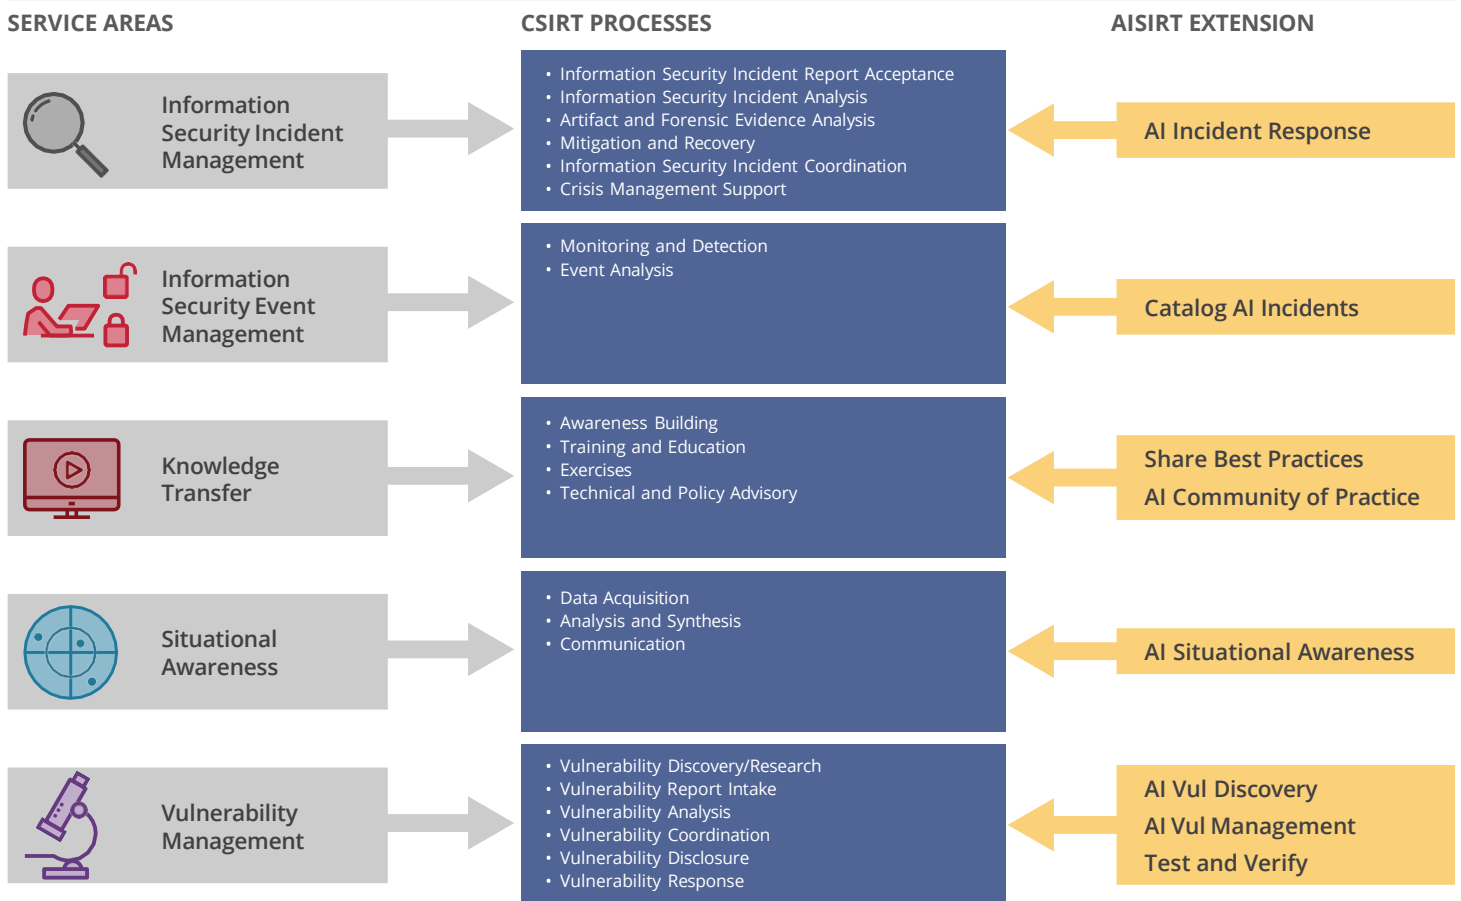 SERVICE AREAS
CSIRT PROCESSES
AISIRT EXTENSION
Information
Security Incident
Management
• Information Security Incident Report Acceptance
• Information Security Incident Analysis
• Artifact and Forensic Evidence Analysis
• Mitigation and Recovery
• Information Security Incident Coordination
• Crisis Management Support
AI Incident Response
Information
Security Event
Management
• Monitoring and Detection
• Event Analysis
Catalog AI Incidents
Knowledge
Transfer
• Awareness Building
• Training and Education
• Exercises
• Technical and Policy Advisory
Share Best Practices
AI Community of Practice
Situational
Awareness
• Data Acquisition
• Analysis and Synthesis
• Communication
AI Situational Awareness
Vulnerability
Management
• Vulnerability Discovery/Research
• Vulnerability Report Intake
• Vulnerability Analysis
• Vulnerability Coordination
• Vulnerability Disclosure
• Vulnerability Response
AI Vul Discovery
AI Vul Management
Test and Verify